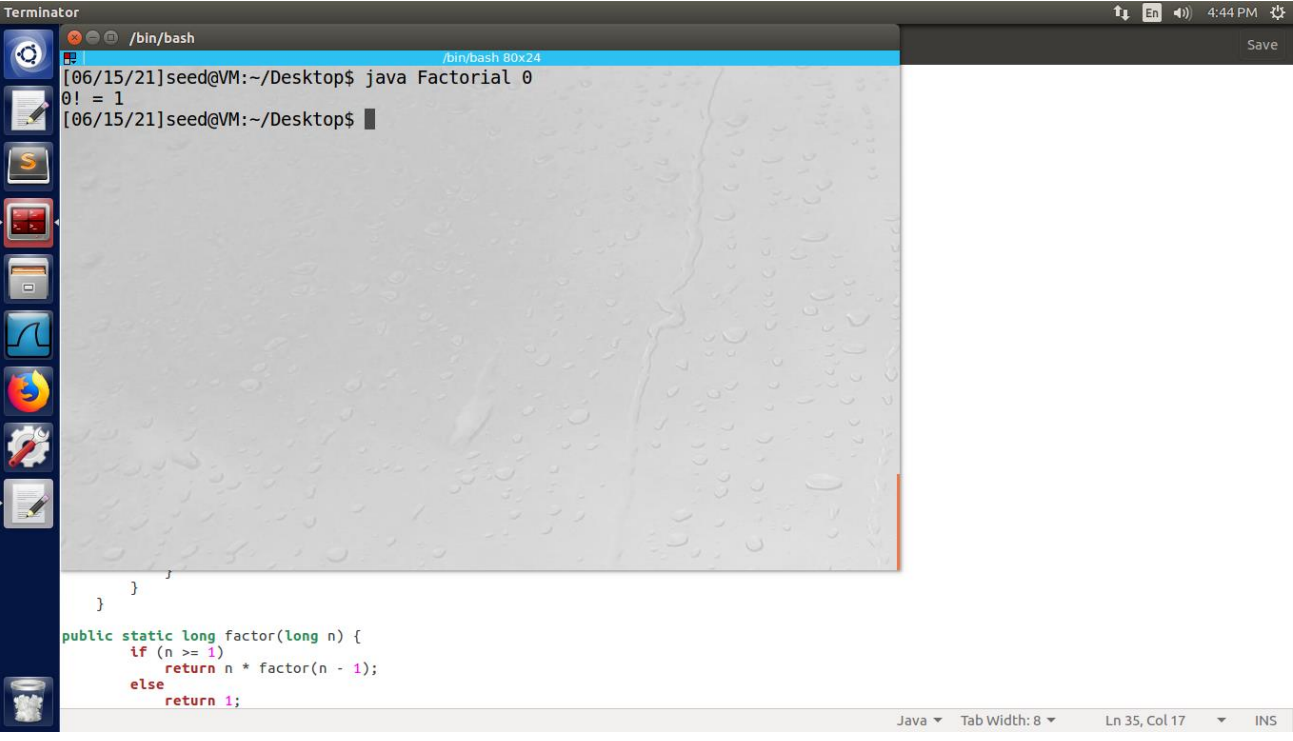 Terminator
En
4:44 PM
/bin/bash
Save
/bin/bash 80x24
[06/15/21]seed@VM:~/Desktop$ java Factorial 0
0! = 1
[06/15/21]seed@VM:~/Desktop$
}
}
}
public static long factor(long n) {
if (n >= 1)
return n * factor(n - 1);
else
return 1;
Java Tab Width: 8 Ln 35, Col 17 INS